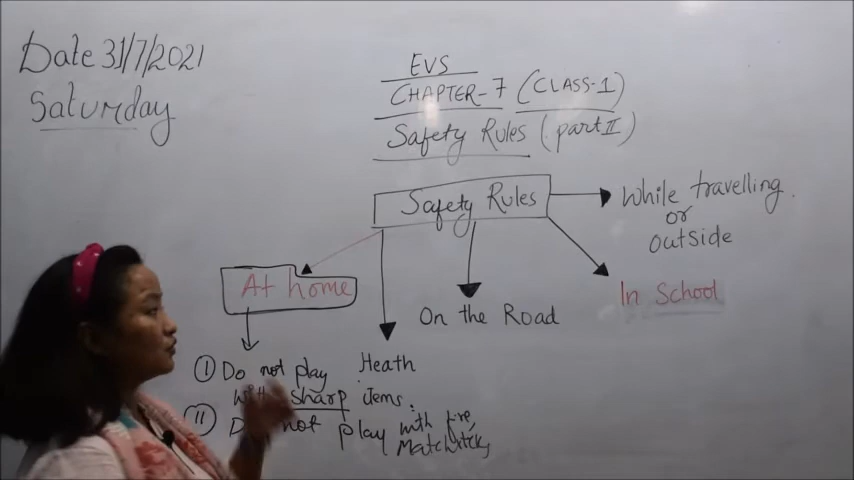 Date 31/7/2021
Saturday
EVS
CHAPTER-7 (CLASS-1)
Safety Rules (part II)
Safety Rules
While travelling
or
outside
At home
In School
On the Road
Heath
(I) Do not play
with sharp items.
(II) Do not play with fire,
Matchsticks,